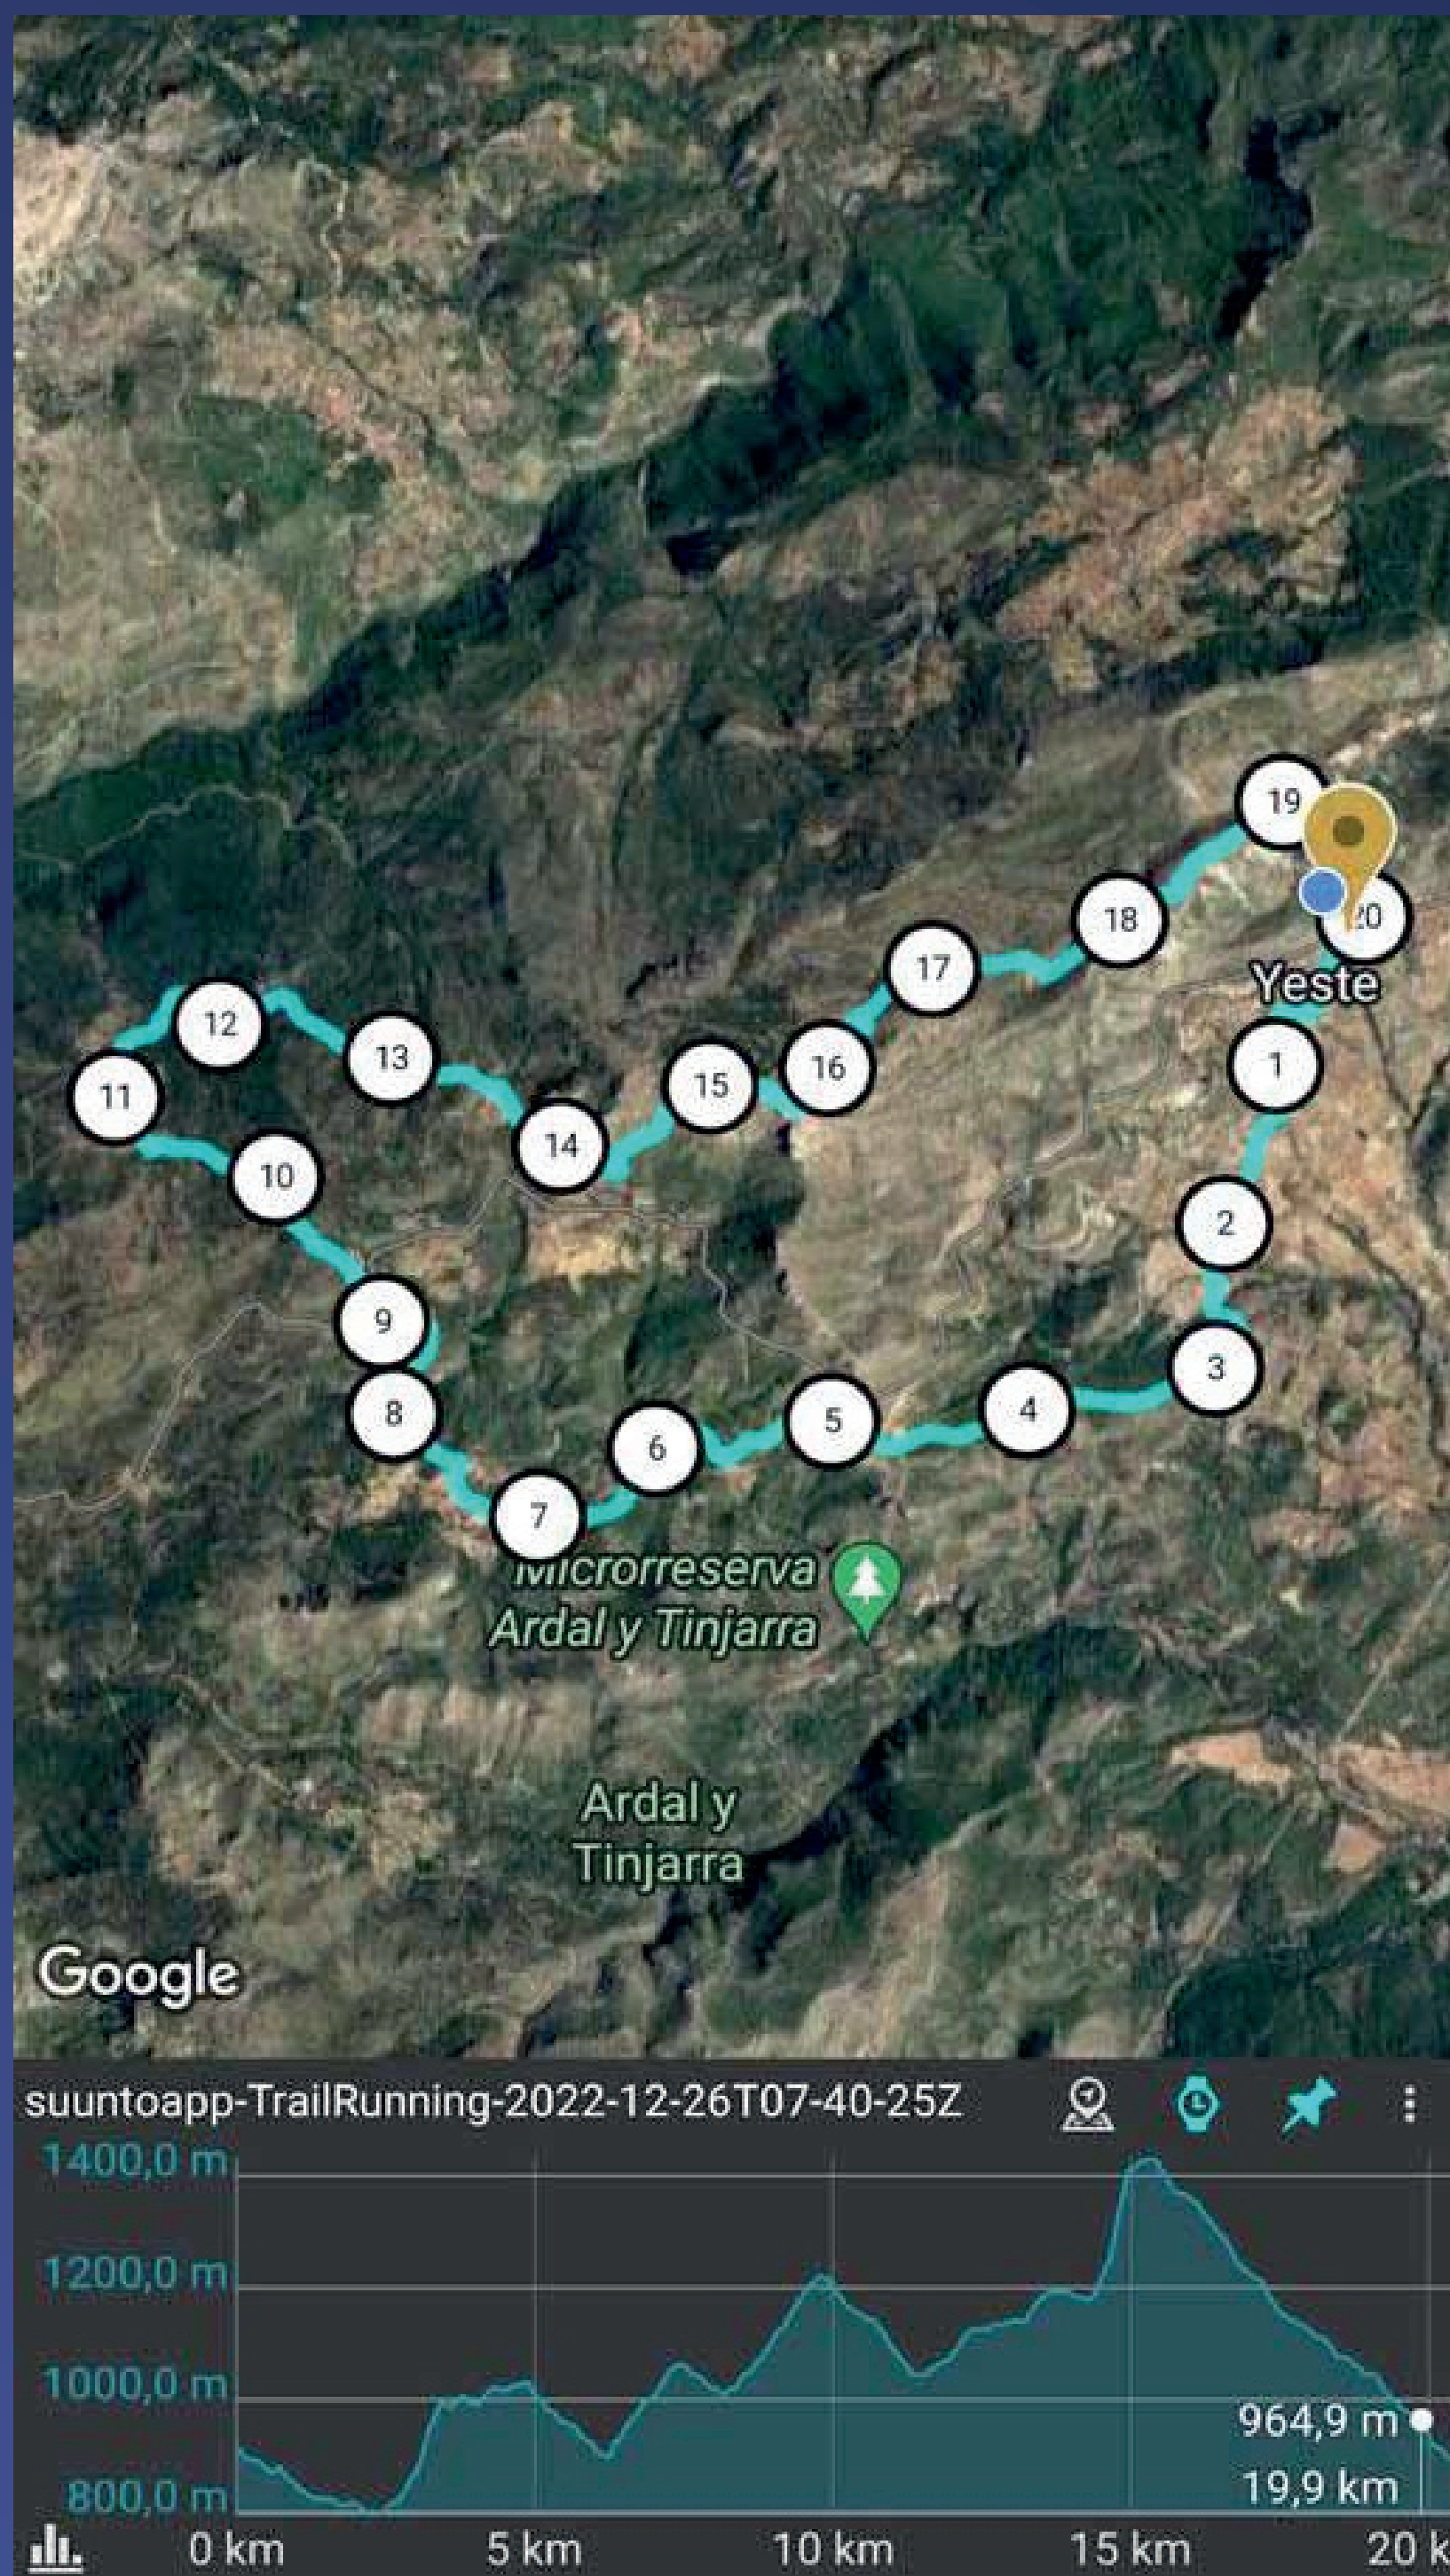 19
20
18
Yeste
17
12
13
16
1
15
11
14
10
2
9
3
8
4
5
6
7
Microrreserva
Ardal y Tinjarra
Ardal y
Tinjarra
Google
suuntoapp-TrailRunning-2022-12-26T07-40-25Z
1400,0 m
1200,0 m
1000,0 m
964,9 m
19,9 km
800,0 m
0 km 5 km 10 km 15 km 20 k